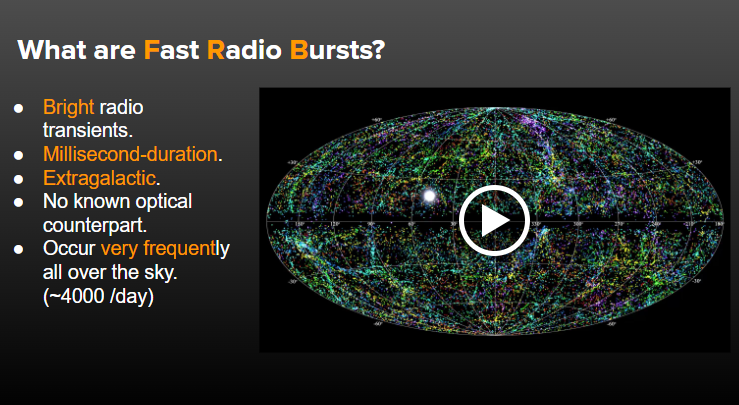 What are Fast Radio Bursts?
● Bright radio
transients.
● Millisecond-duration.
● Extragalactic.
● No known optical
counterpart.
● Occur very frequently
all over the sky.
(~4000 /day)